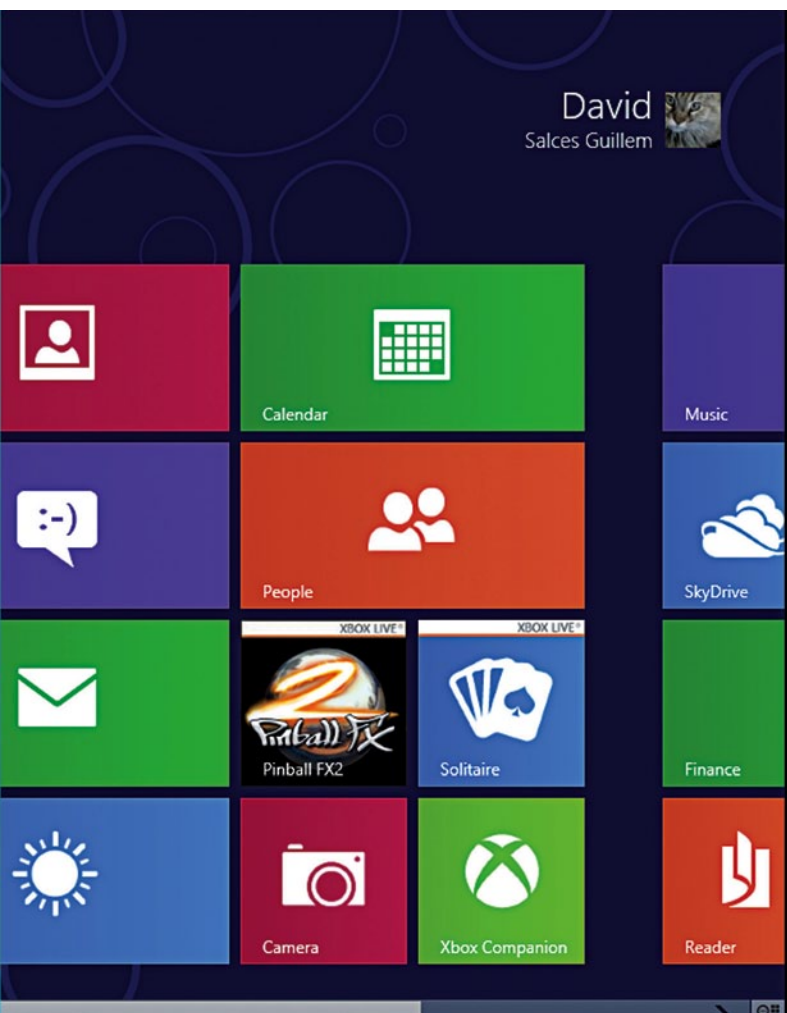 David
Salces Guillem
Calendar
Music
:-)
People
SkyDrive
XBOX LIVE®
XBOX LIVE®
2
Pinball FX
Pinball FX2
Solitaire
Finance
Camera
Xbox Companion
Reader